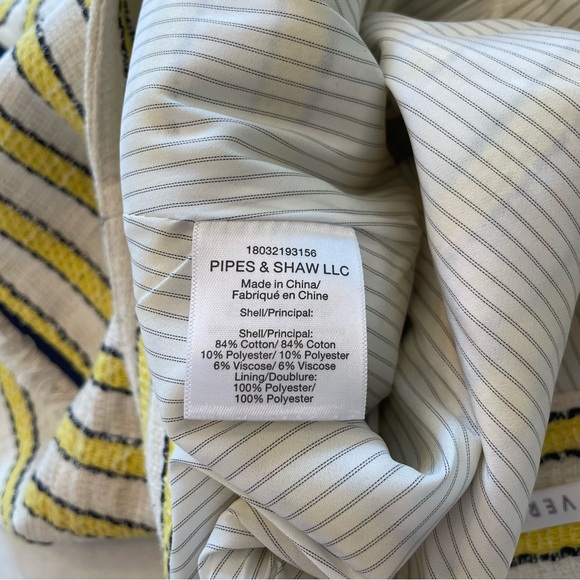 18032193156
PIPES & SHAW LLC
Made in China/
Fabriqué en Chine
Shell/Principal:
Shell/Principal:
84% Cotton/ 84% Coton
10% Polyester/ 10% Polyester
6% Viscose/ 6% Viscose
Lining/Doublure:
100% Polyester/
100% Polyester
VER